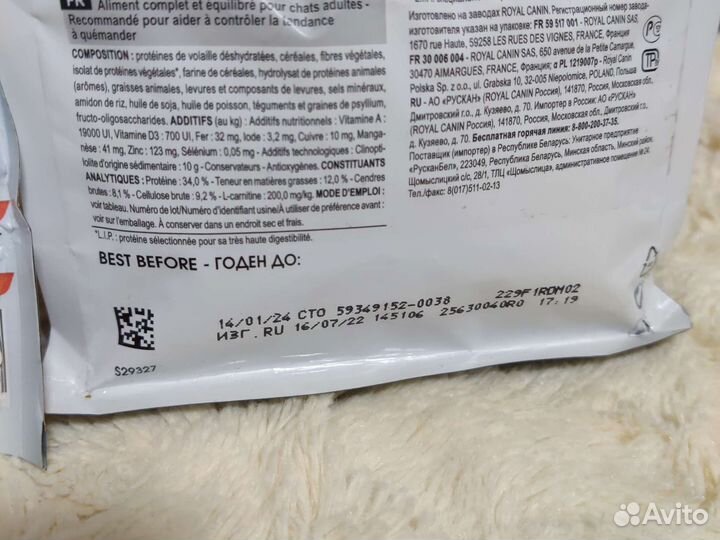 FR Aliment complet et équilibré pour chats adultes -
Recommandé pour aider à contrôler la tendance
à quémander
COMPOSITION : protéines de volaille déshydratées, céréales, fibres végétales,
isolat de protéines végétales*, farine de céréales, hydrolysat de protéines animales
(arômes), graisses animales, levures et composants de levures, sels minéraux,
amidon de riz, huile de soja, huile de poisson, téguments et graines de psyllium,
fructo-oligosaccharides. ADDITIFS (au kg) : Additifs nutritionnels : Vitamine A :
19000 UI, Vitamine D3 : 700 UI, Fer : 32 mg, Iode : 3,2 mg, Cuivre : 10 mg, Manga-
nèse : 41 mg, Zinc : 123 mg, Sélénium : 0,05 mg - Additifs technologiques : Clinopti-
lolite d'origine sédimentaire : 10 g - Conservateurs - Antioxygènes. CONSTITUANTS
ANALYTIQUES : Protéine : 34,0 % - Teneur en matières grasses : 12,0 % - Cendres
brutes : 8,1 % - Cellulose brute : 9,2 % - L-carnitine : 200,0 mg/kg. MODE D'EMPLOI :
voir tableau. Numéro de lot/Numéro d'identifiant usine/À utiliser de préférence avant :
voir sur l'emballage. À conserver dans un endroit sec et frais.
*L.I.P. : protéine sélectionnée pour sa très haute digestibilité.
BEST BEFORE - ГОДЕН ДО:
14/01/24 CTO 59349152-0038 229F1RDM02
ИЗГ. RU 16/07/22 145106 25630040R0 17:19
S29327
Изготовлено на заводах ROYAL CANIN. Регистрационный номер завода-
изготовителя указан на упаковке: FR 59 517 001 - ROYAL CANIN SAS,
1670 rue Haute, 59258 LES RUES DES VIGNES, FRANCE, Франция;
FR 30 006 004 - ROYAL CANIN SAS, 650 avenue de la Petite Camargue,
30470 AIMARGUES, FRANCE, Франция; α PL 1219007p - Royal Canin
Polska Sp. z o.o., ul. Grabska 10, 32-005 Niepolomice, POLAND, Польша
RU - АО «РУСКАН» (ROYAL CANIN Россия), 141870, Россия, Московская обл.,
Дмитровский г.о., д. Кузяево, д. 70. Импортер в России: АО «РУСКАН»
(ROYAL CANIN Россия), 141870, Россия, Московская обл., Дмитровский г.о.,
д. Кузяево, д. 70. Бесплатная горячая линия: 8-800-200-37-35.
Поставщик (импортер) в Республику Беларусь: Унитарное предприятие
«РусканБел», 223049, Республика Беларусь, Минская область, Минский район,
Щомыслицкий с/с, 28/1, ТЛЦ «Щомыслица», административное помещение №24.
Тел./факс: 8(017)511-02-13
Avito